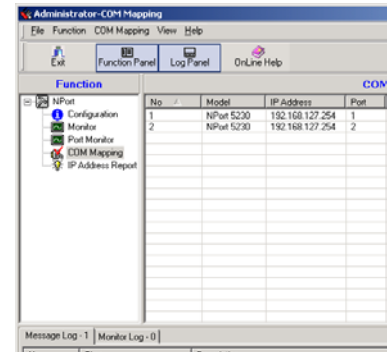 Administrator-COM Mapping
File Function COM Mapping View Help
Exit Function Panel Log Panel OnLine Help
Function COM
NPort
Configuration
Monitor
Port Monitor
COM Mapping
IP Address Report
No Model IP Address Port
1 NPort 5230 192.168.127.254 1
2 NPort 5230 192.168.127.254 2
Message Log - 1 Monitor Log - 0